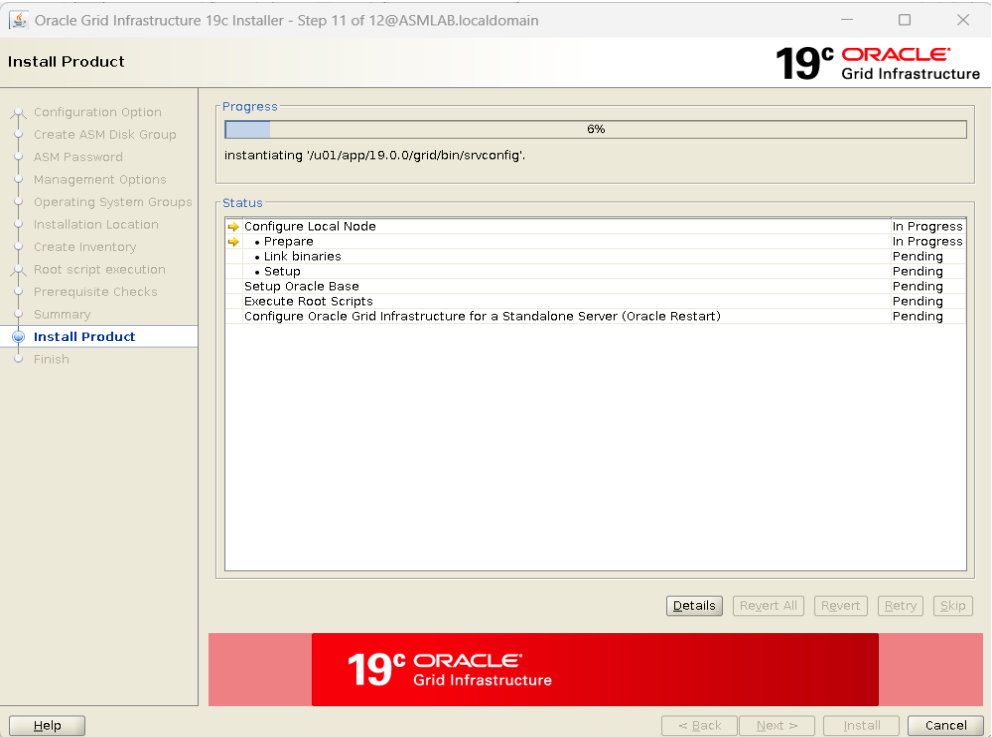 Oracle Grid Infrastructure 19c Installer - Step 11 of 12@ASMLAB.localdomain
Install Product
19c ORACLE
Grid Infrastructure
Configuration Option
Create ASM Disk Group
ASM Password
Management Options
Operating System Groups
Installation Location
Create Inventory
Root script execution
Prerequisite Checks
Summary
Install Product
Finish
Progress
6%
instantiating '/u01/app/19.0.0/grid/bin/srvconfig'.
Status
Configure Local Node In Progress
• Prepare In Progress
• Link binaries Pending
• Setup Pending
Setup Oracle Base Pending
Execute Root Scripts Pending
Configure Oracle Grid Infrastructure for a Standalone Server (Oracle Restart) Pending
Details Revert All Revert Retry Skip
19c ORACLE
Grid Infrastructure
Help < Back Next > Install Cancel